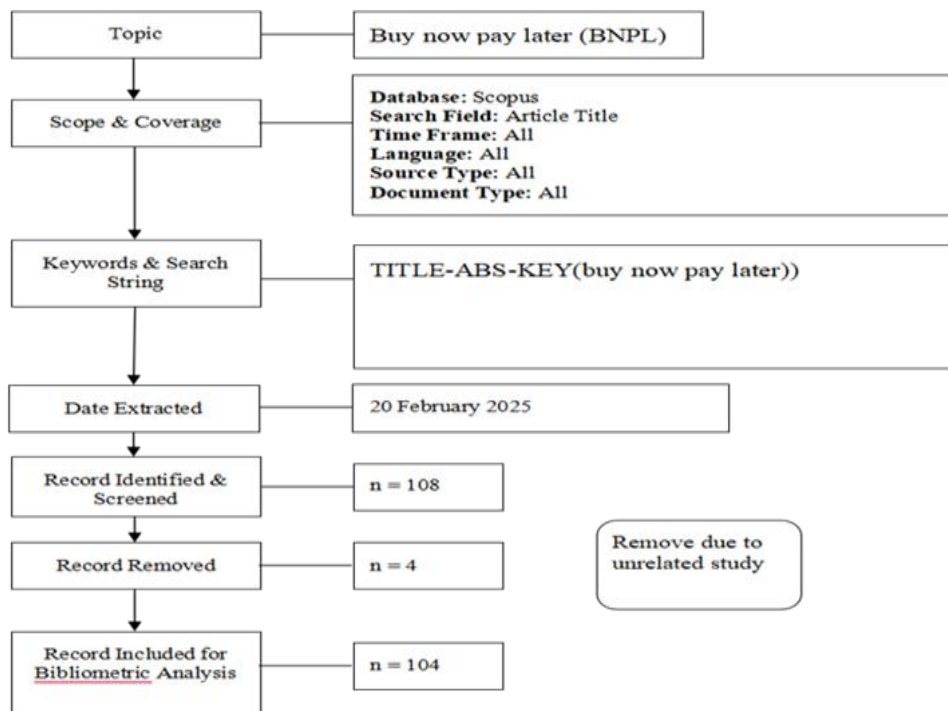 Topic
Buy now pay later (BNPL)
Scope & Coverage
Database: Scopus
Search Field: Article Title
Time Frame: All
Language: All
Source Type: All
Document Type: All
Keywords & Search
String
TITLE-ABS-KEY(buy now pay later))
Date Extracted
20 February 2025
Record Identified &
Screened
n = 108
Record Removed
n = 4
Remove due to
unrelated study
Record Included for
Bibliometric Analysis
n = 104